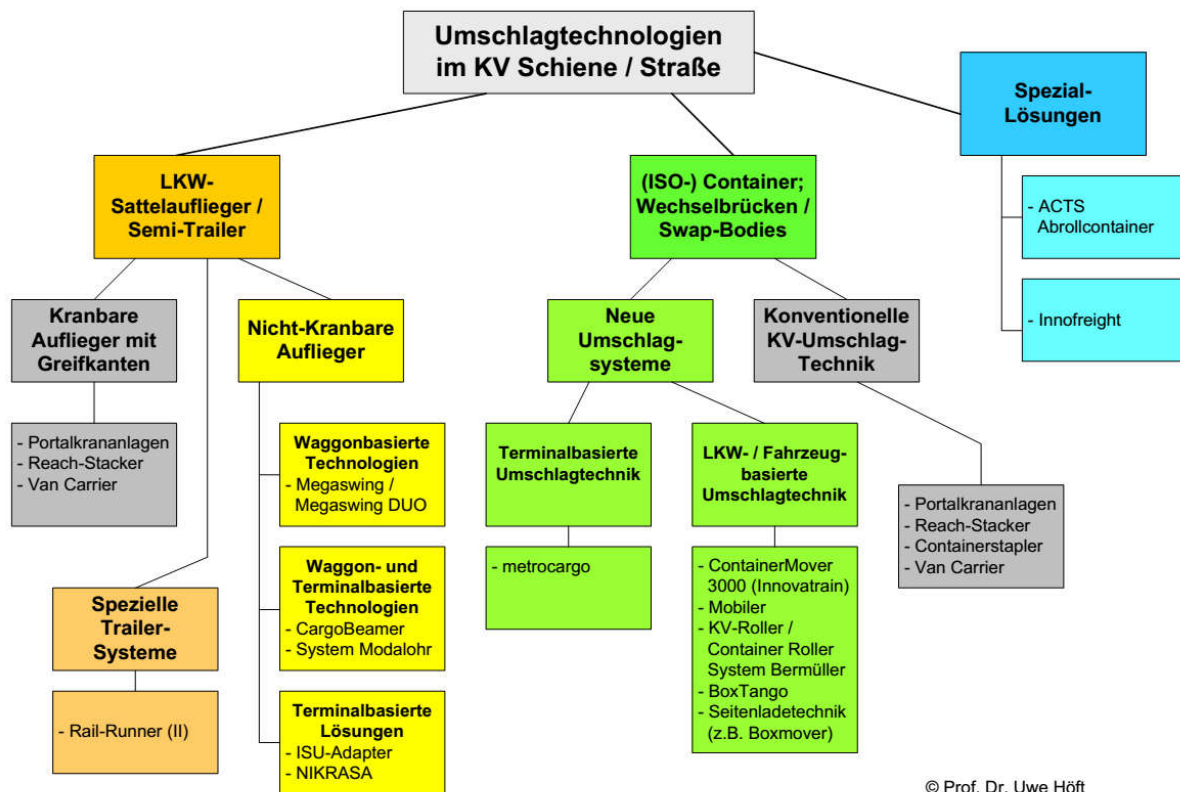 Umschlagtechnologien
im KV Schiene / Straße
Spezial-
Lösungen
- ACTS
Abrollcontainer
- Innofreight
LKW-
Sattelauflieger /
Semi-Trailer
Kranbare
Auflieger mit
Greifkanten
- Portalkrananlagen
- Reach-Stacker
- Van Carrier
Spezielle
Trailer-
Systeme
- Rail-Runner (II)
Nicht-Kranbare
Auflieger
Waggonbasierte
Technologien
- Megaswing /
Megaswing DUO
Waggon- und
Terminalbasierte
Technologien
- CargoBeamer
- System Modalohr
Terminalbasierte
Lösungen
- ISU-Adapter
- NIKRASA
(ISO-) Container;
Wechselbrücken /
Swap-Bodies
Neue
Umschlag-
systeme
Terminalbasierte
Umschlagtechnik
- metrocargo
LKW- / Fahrzeug-
basierte
Umschlagtechnik
- ContainerMover
3000 (Innovatrain)
- Mobiler
- KV-Roller /
Container Roller
System Bermüller
- BoxTango
- Seitenladetechnik
(z.B. Boxmover)
Konventionelle
KV-Umschlag-
Technik
- Portalkrananlagen
- Reach-Stacker
- Containerstapler
- Van Carrier
© Prof. Dr. Uwe Höft